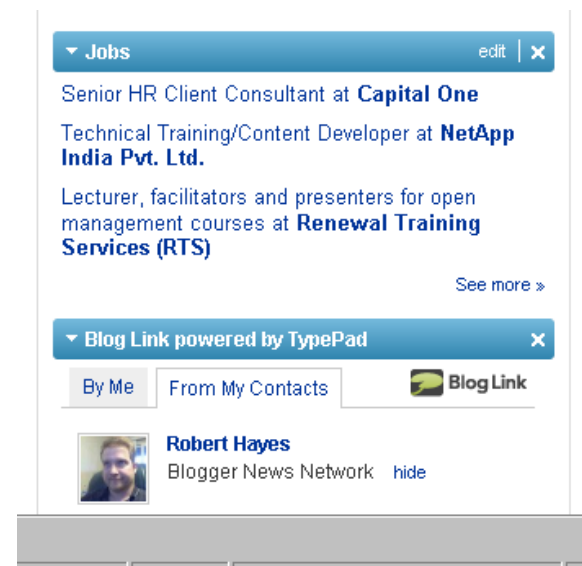 Jobs edit
Senior HR Client Consultant at Capital One
Technical Training/Content Developer at NetApp
India Pvt. Ltd.
Lecturer, facilitators and presenters for open
management courses at Renewal Training
Services (RTS)
See more »
Blog Link powered by TypePad
By Me From My Contacts Blog Link
Robert Hayes
Blogger News Network hide